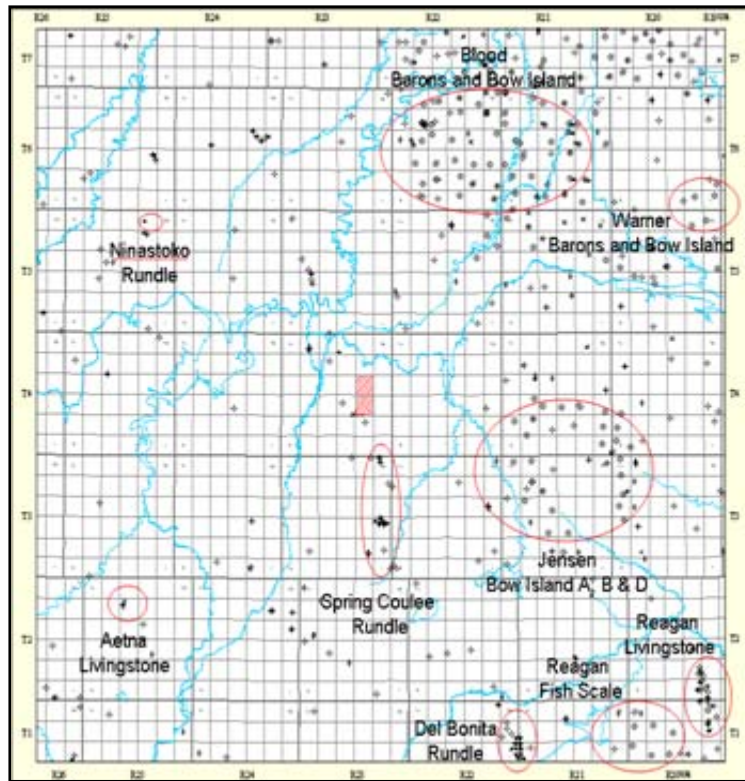 Blood
Barons and Bow Island
Warner
Barons and Bow Island
Ninastoko
Rundle
Jensen
Bow Island A, B & D
Spring Coulee
Rundle
Aetna
Livingstone
Reagan
Livingstone
Reagan
Fish Scale
Del Bonita
Rundle